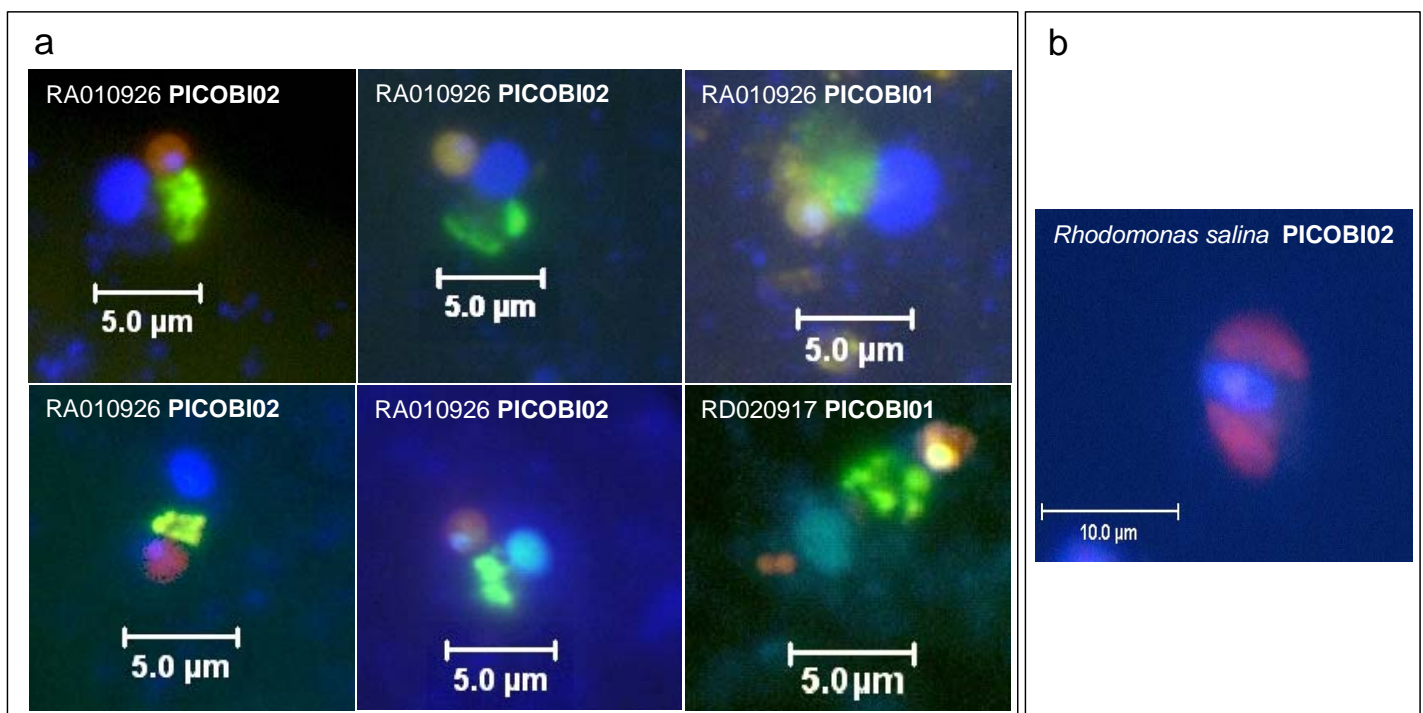 a
RA010926 PICOBI02
RA010926 PICOBI02
RA010926 PICOBI01
5.0 µm
5.0 µm
5.0 µm
RA010926 PICOBI02
RA010926 PICOBI02
RD020917 PICOBI01
5.0 µm
5.0 µm
5.0 µm
b
Rhodomonas salina PICOBI02
10.0 µm